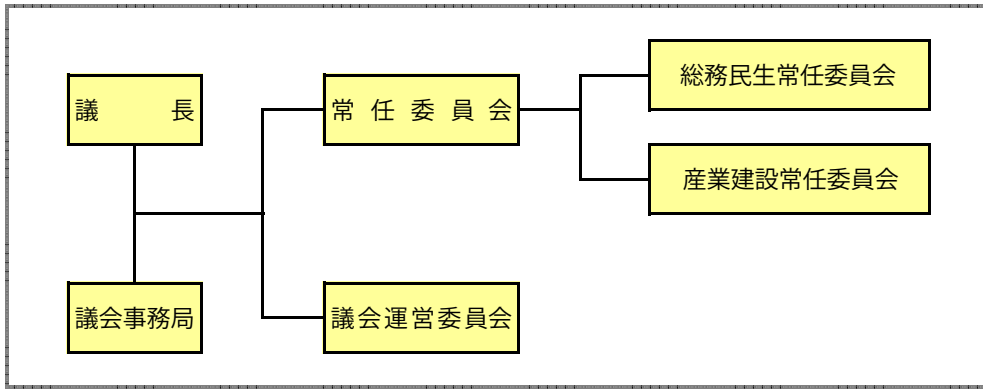 議長
常任委員会
総務民生常任委員会
産業建設常任委員会
議会事務局
議会運営委員会